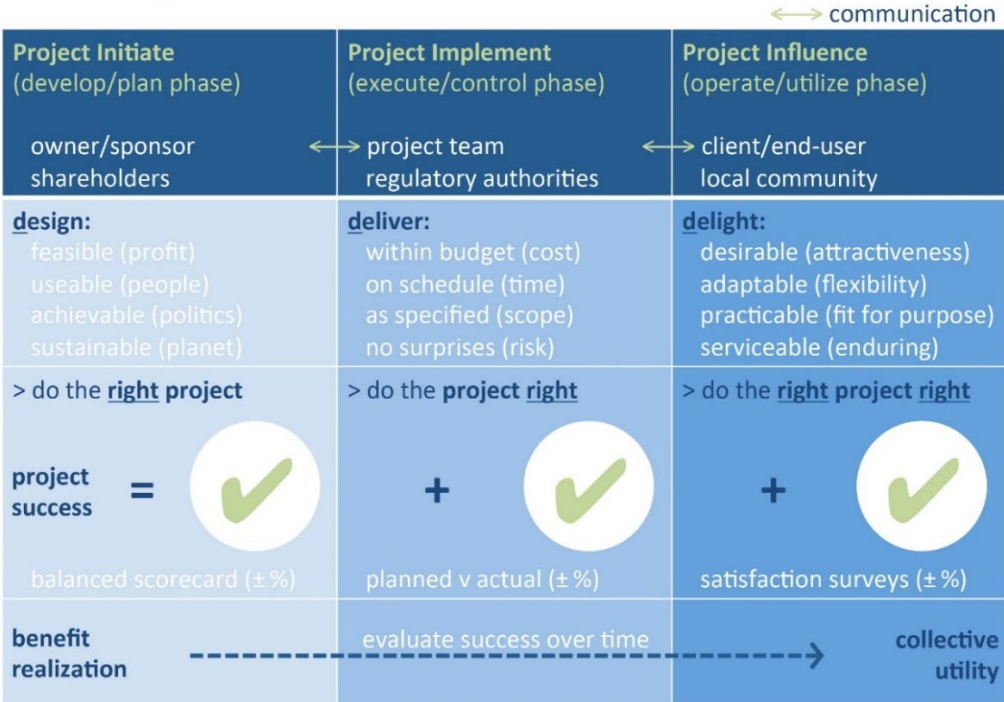 communication
Project Initiate
(develop/plan phase)
owner/sponsor
shareholders
Project Implement
(execute/control phase)
project team
regulatory authorities
Project Influence
(operate/utilize phase)
client/end-user
local community
design:
feasible (profit)
useable (people)
achievable (politics)
sustainable (planet)
deliver:
within budget (cost)
on schedule (time)
as specified (scope)
no surprises (risk)
delight:
desirable (attractiveness)
adaptable (flexibility)
practicable (fit for purpose)
serviceable (enduring)
> do the right project
> do the project right
> do the right project right
project
success
=
+
+
balanced scorecard (± %)
planned v actual (± %)
satisfaction surveys (± %)
benefit
realization
evaluate success over time
collective
utility